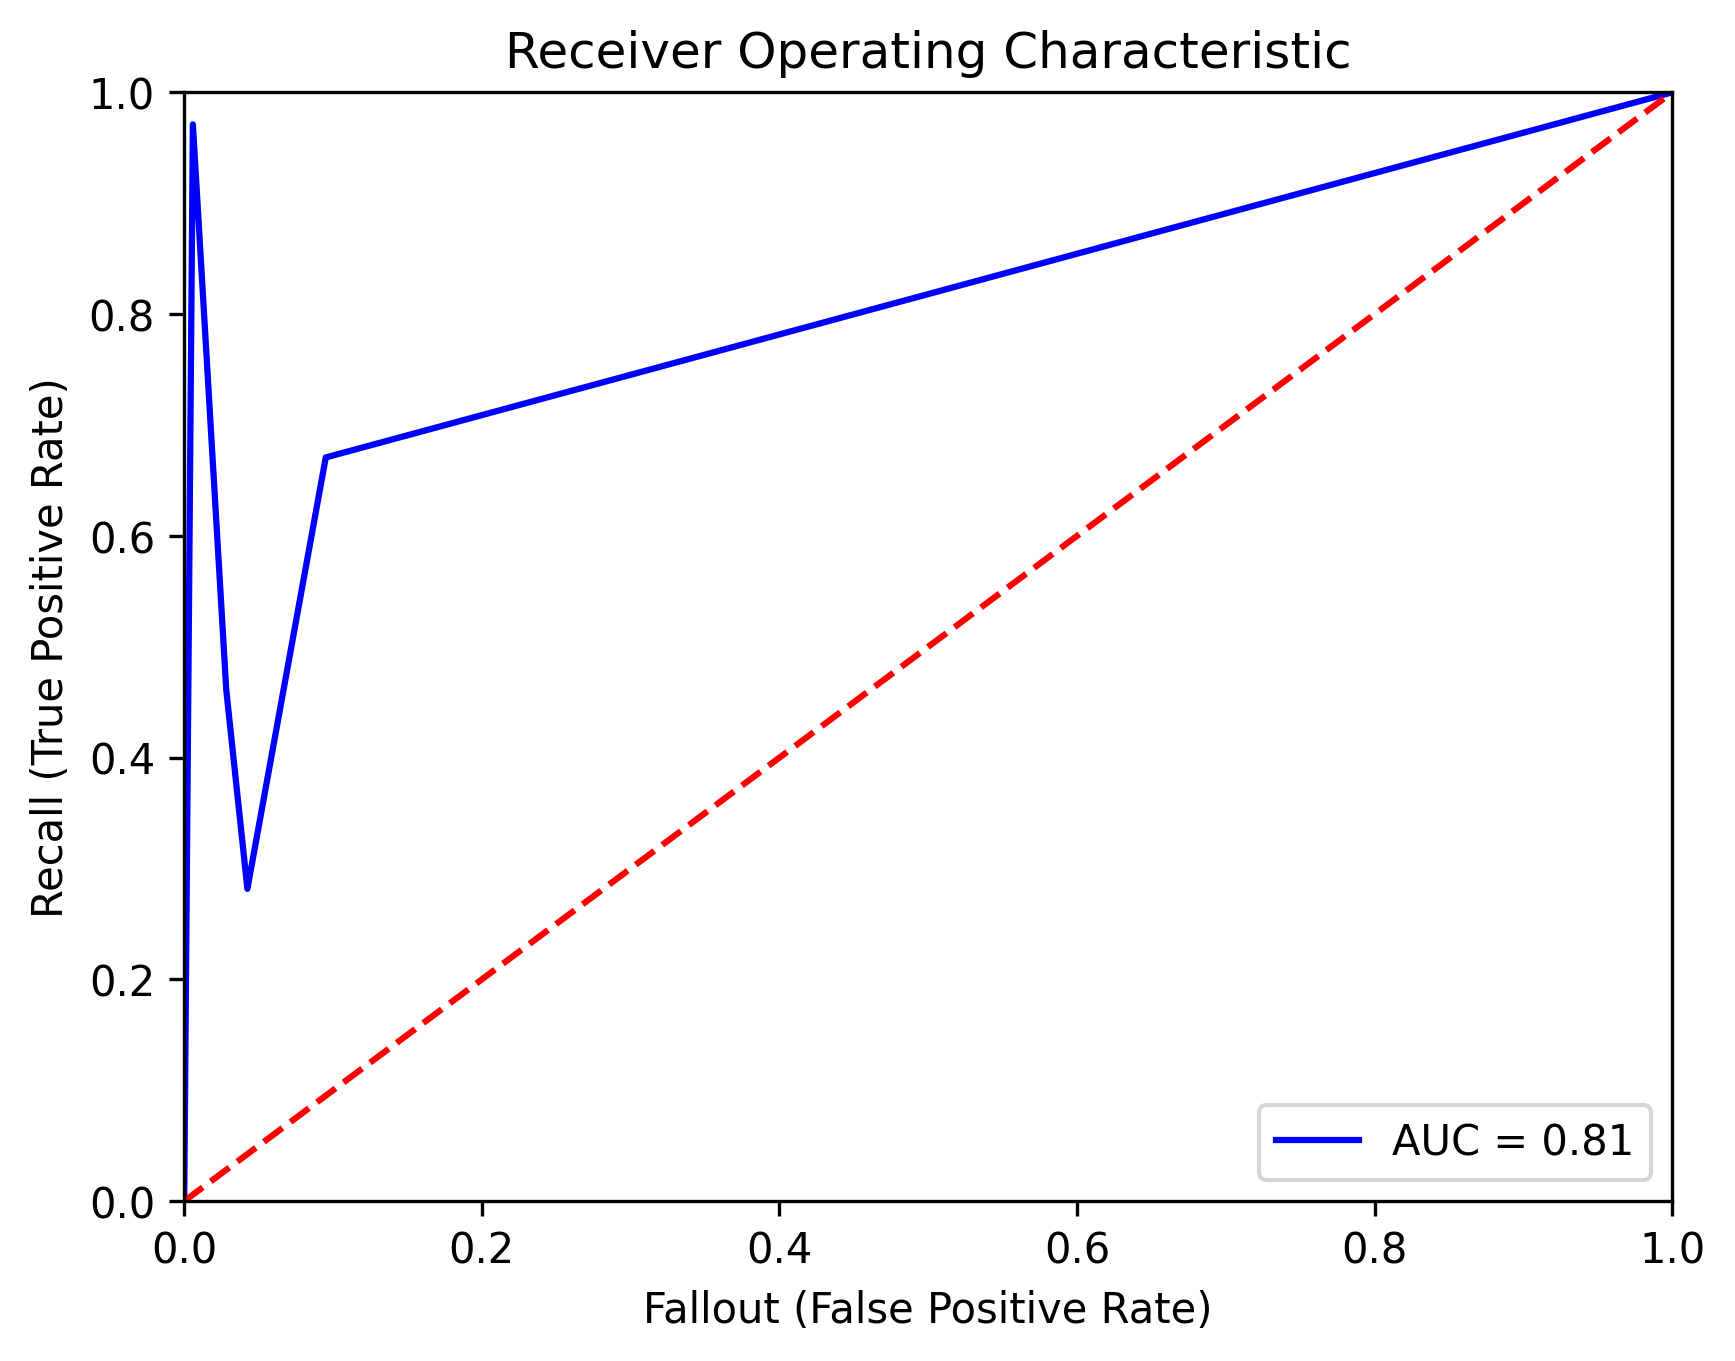 Receiver Operating Characteristic
1.0
0.8
0.6
0.4
0.2
0.0
Recall (True Positive Rate)
AUC = 0.81
0.0 0.2 0.4 0.6 0.8 1.0
Fallout (False Positive Rate)